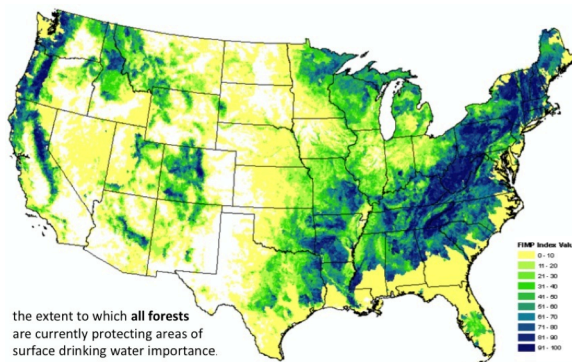 FIMP Index Valu
0 - 10
11 - 20
21 - 30
31 - 40
41 - 50
51 - 60
61 - 70
71 - 80
81 - 90
91 - 100
the extent to which all forests
are currently protecting areas of
surface drinking water importance.